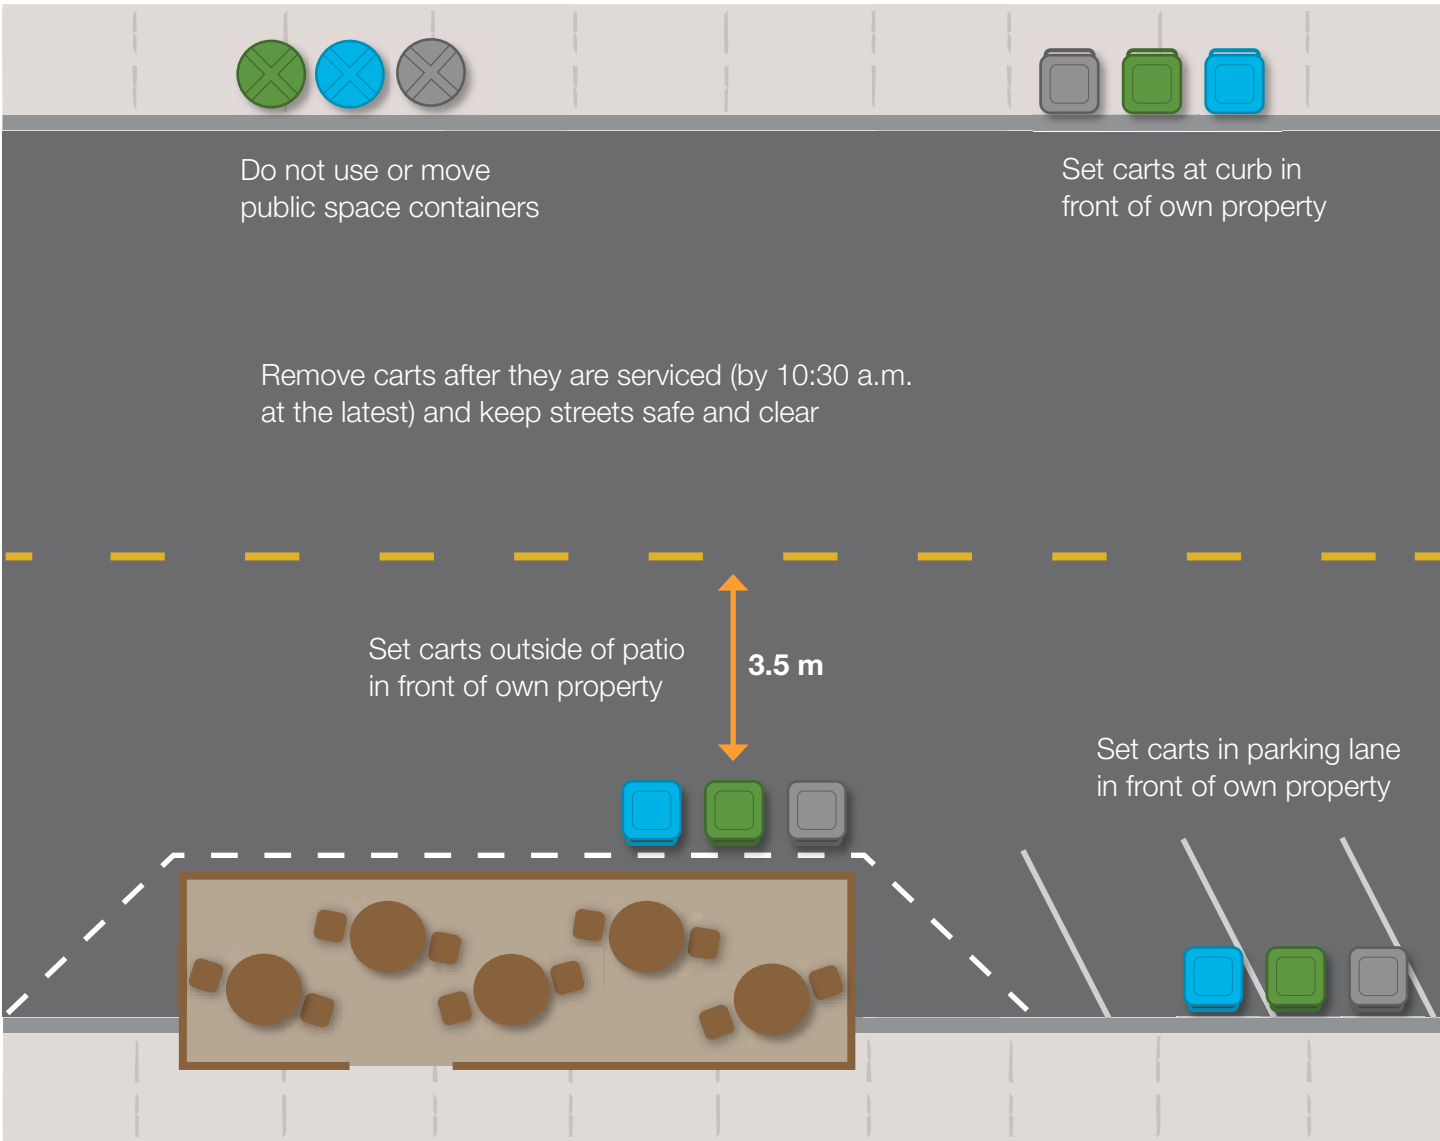 Do not use or move
public space containers
Set carts at curb in
front of own property
Remove carts after they are serviced (by 10:30 a.m.
at the latest) and keep streets safe and clear
Set carts outside of patio
in front of own property
3.5 m
Set carts in parking lane
in front of own property